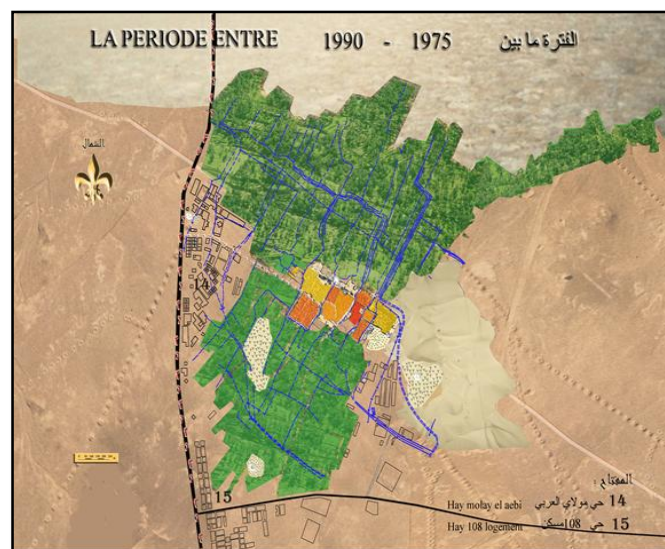 LA PERIODE ENTRE 1990 - 1975 الفترة ما بين
الشمال
14
15
المفتاح:
Hay molay el aebi حي مولاي العربي 14
Hay 108 logement حي 108مسكن 15